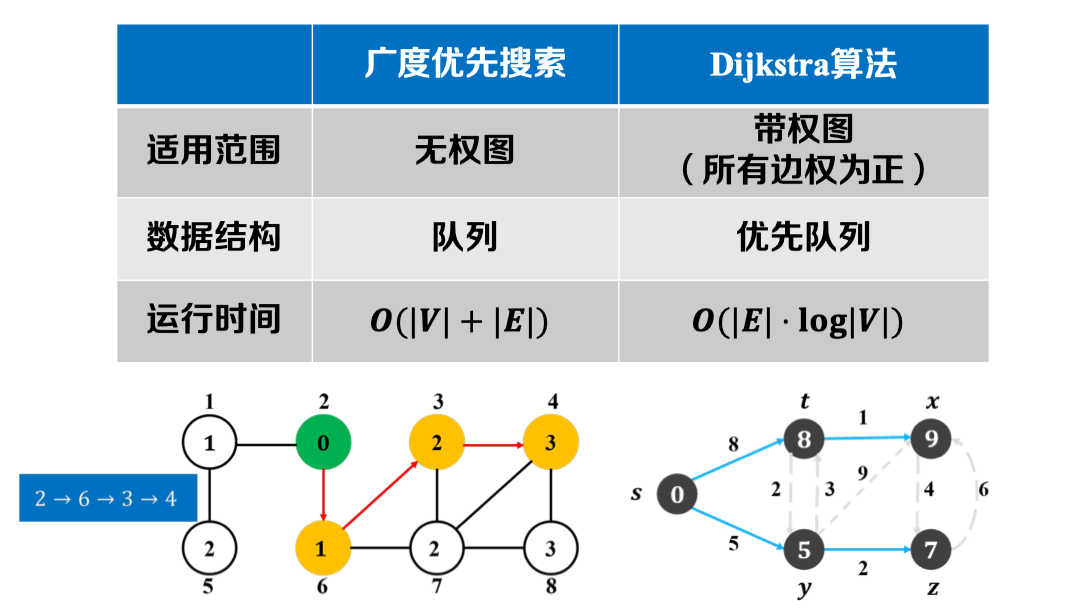 广度优先搜索 Dijkstra算法
适用范围 无权图 带权图
（所有边权为正）
数据结构 队列 优先队列
运行时间 O(|V| + |E|) O(|E| · log|V|)
1 2 3 4
1 0 2 3
2 → 6 → 3 → 4
2 1 2 3
5 6 7 8
t x
8 1
8 9
s 0
2 3 9 4 6
5
5 7
2
y z